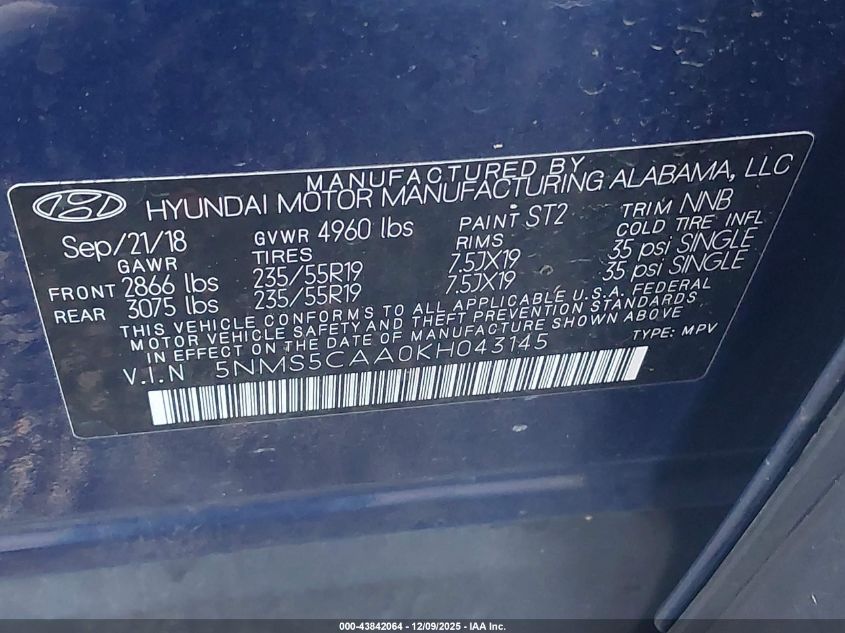 MANUFACTURED BY
HYUNDAI MOTOR MANUFACTURING ALABAMA, LLC
Sep/21/18 GVWR 4960 lbs PAINT ST2 TRIM NNB
GAWR TIRES RIMS COLD TIRE INFL
FRONT 2866 lbs 235/55R19 7.5JX19 35 psi SINGLE
REAR 3075 lbs 235/55R19 7.5JX19 35 psi SINGLE
THIS VEHICLE CONFORMS TO ALL APPLICABLE U.S.A. FEDERAL
MOTOR VEHICLE SAFETY AND THEFT PREVENTION STANDARDS
IN EFFECT ON THE DATE OF MANUFACTURE SHOWN ABOVE
V.I.N 5NMS5CAA0KH043145 TYPE: MPV
000-43842064 - 12/09/2025 - IAA Inc.